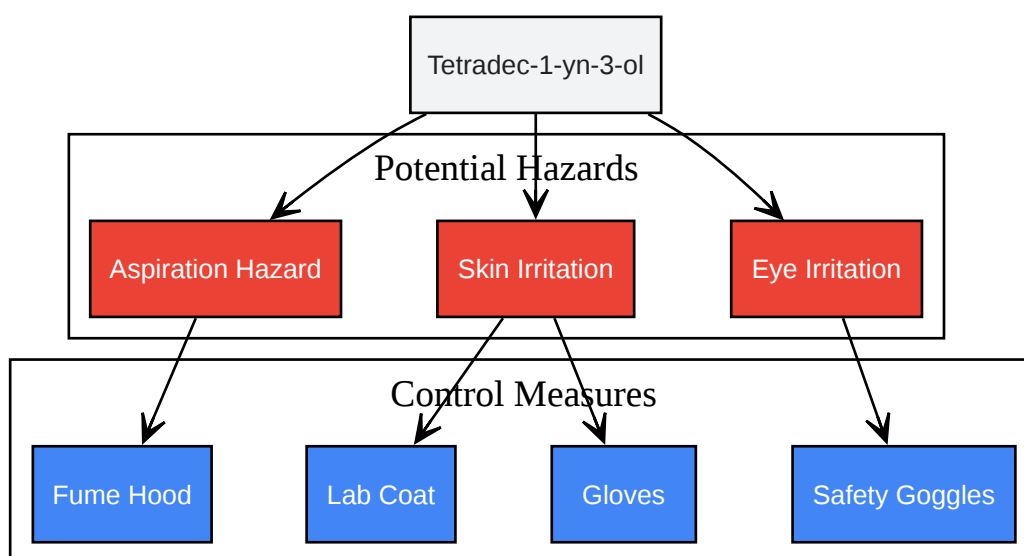 Tetradec-1-yn-3-ol
Potential Hazards
Aspiration Hazard
Skin Irritation
Eye Irritation
Control Measures
Fume Hood
Lab Coat
Gloves
Safety Goggles